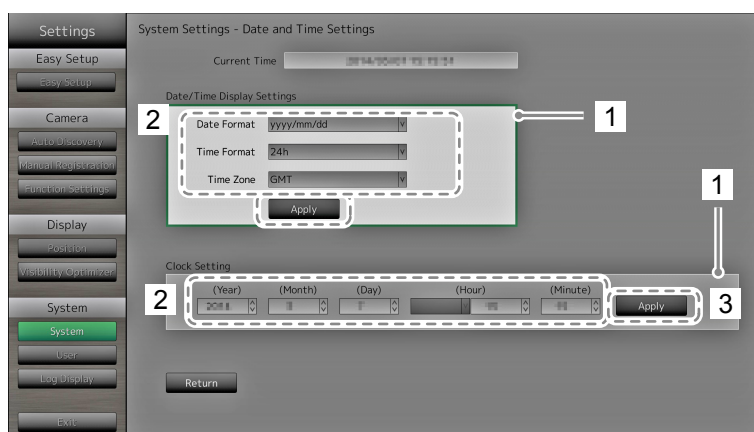 Settings
Easy Setup
Easy Setup
Camera
Auto Discovery
Manual Registration
Function Settings
Display
Position
Visibility Optimizer
System
System
User
Log Display
Exit
System Settings - Date and Time Settings
Current Time
Date/Time Display Settings
1
2
Date Format yyyy/mm/dd
Time Format 24h
Time Zone GMT
Apply
1
Clock Setting
2
(Year) (Month) (Day) (Hour) (Minute)
Apply 3
Return